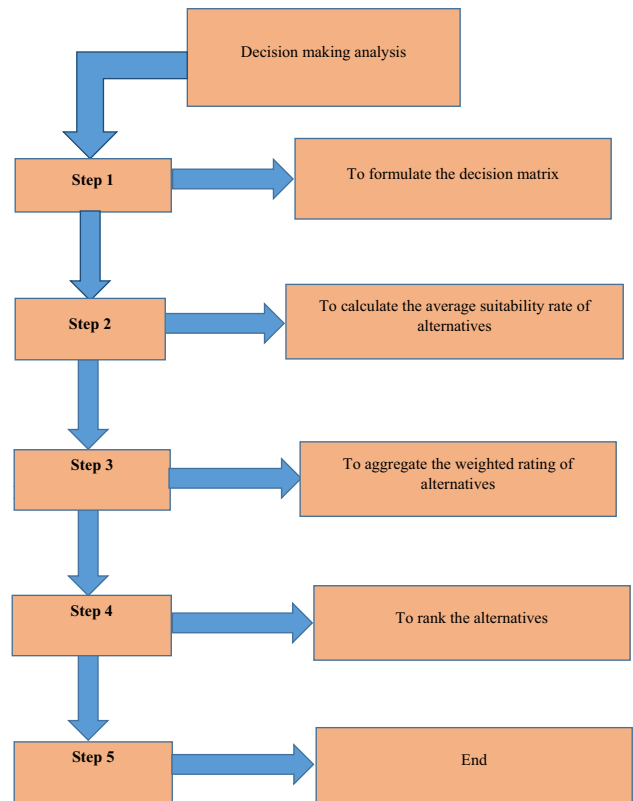 Decision making analysis
Step 1
To formulate the decision matrix
Step 2
To calculate the average suitability rate of
alternatives
Step 3
To aggregate the weighted rating of
alternatives
Step 4
To rank the alternatives
Step 5
End